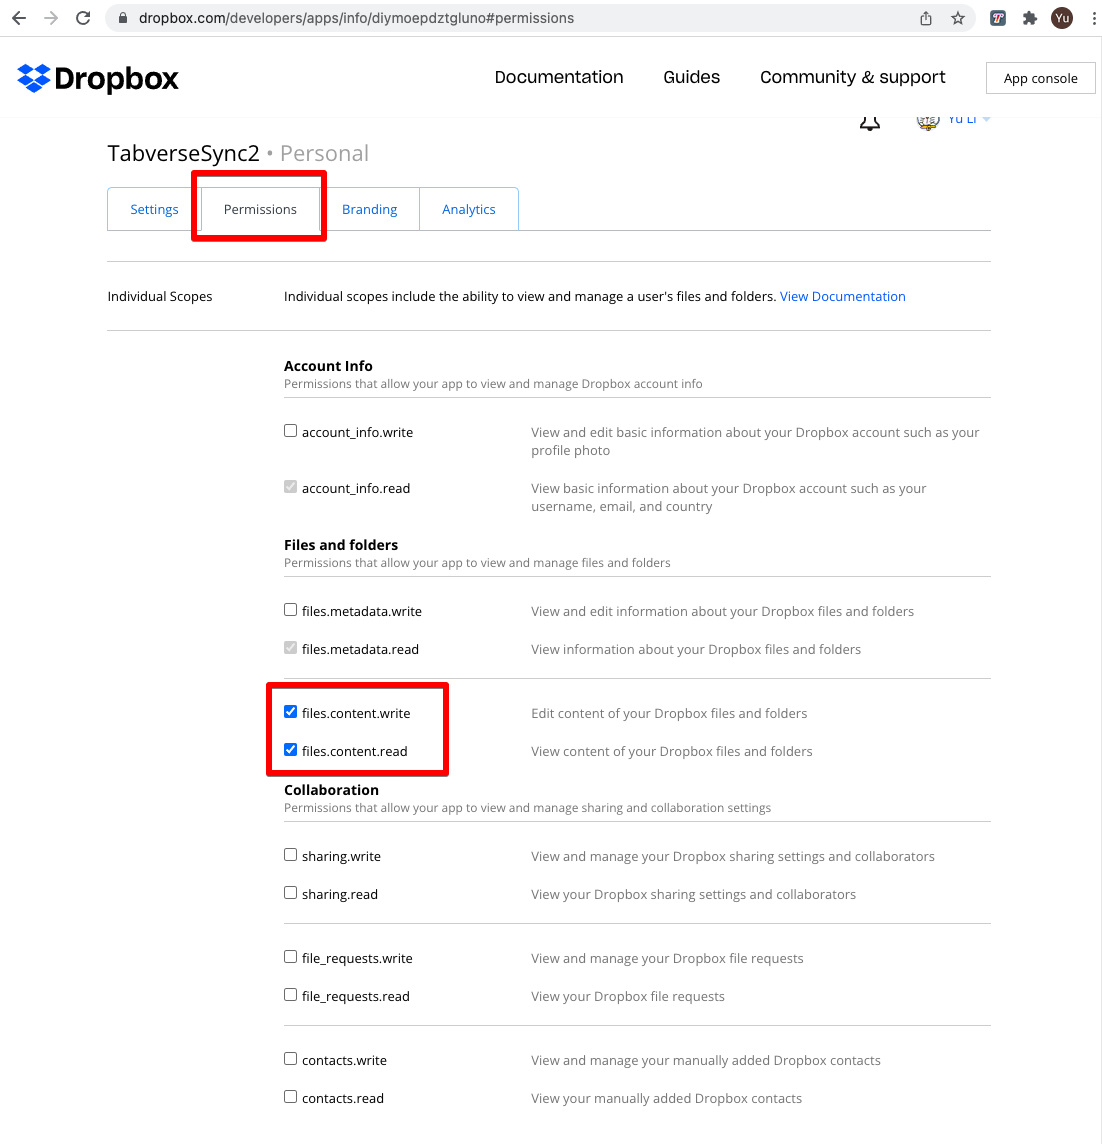 dropbox.com/developers/apps/info/diymoepdztgluno#permissions
Yu
Dropbox
Documentation
Guides
Community & support
App console
Yu Li
TabverseSync2 • Personal
Settings
Permissions
Branding
Analytics
Individual Scopes
Individual scopes include the ability to view and manage a user's files and folders. View Documentation
Account Info
Permissions that allow your app to view and manage Dropbox account info
account_info.write
View and edit basic information about your Dropbox account such as your
profile photo
account_info.read
View basic information about your Dropbox account such as your
username, email, and country
Files and folders
Permissions that allow your app to view and manage files and folders
files.metadata.write
View and edit information about your Dropbox files and folders
files.metadata.read
View information about your Dropbox files and folders
files.content.write
Edit content of your Dropbox files and folders
files.content.read
View content of your Dropbox files and folders
Collaboration
Permissions that allow your app to view and manage sharing and collaboration settings
sharing.write
View and manage your Dropbox sharing settings and collaborators
sharing.read
View your Dropbox sharing settings and collaborators
file_requests.write
View and manage your Dropbox file requests
file_requests.read
View your Dropbox file requests
contacts.write
View and manage your manually added Dropbox contacts
contacts.read
View your manually added Dropbox contacts